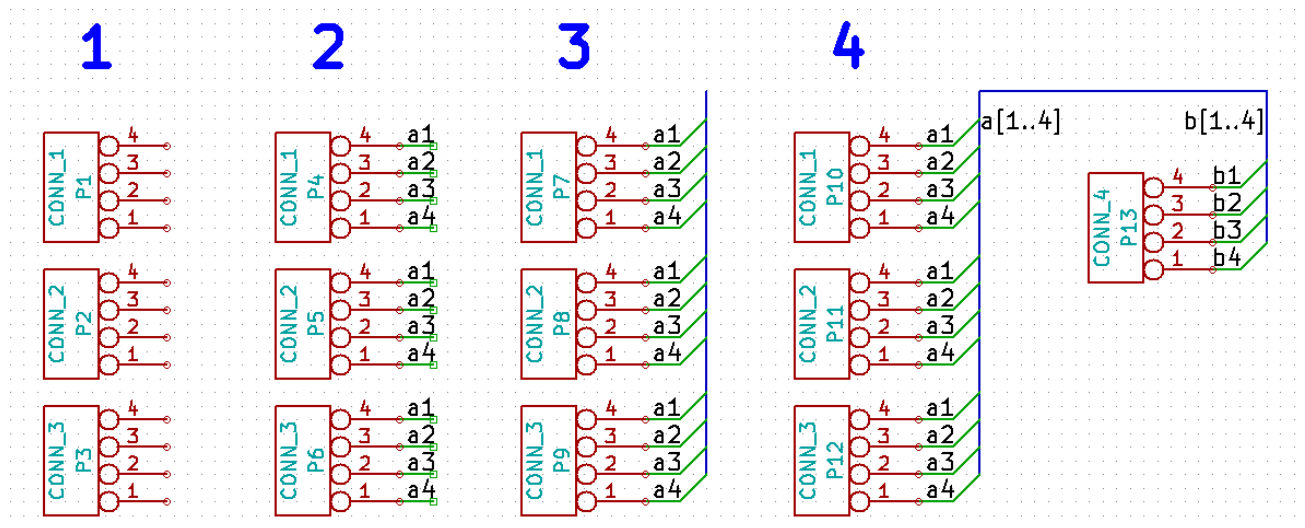 1 2 3 4
CONN_1 P1 4 3 2 1
CONN_2 P2 4 3 2 1
CONN_3 P3 4 3 2 1
CONN_1 P4 4 a1 3 a2 2 a3 1 a4
CONN_2 P5 4 a1 3 a2 2 a3 1 a4
CONN_3 P6 4 a1 3 a2 2 a3 1 a4
CONN_1 P7 4 a1 3 a2 2 a3 1 a4
CONN_2 P8 4 a1 3 a2 2 a3 1 a4
CONN_3 P9 4 a1 3 a2 2 a3 1 a4
CONN_1 P10 4 a1 3 a2 2 a3 1 a4
CONN_2 P11 4 a1 3 a2 2 a3 1 a4
CONN_3 P12 4 a1 3 a2 2 a3 1 a4
a[1..4] b[1..4]
CONN_4 P13 4 b1 3 b2 2 b3 1 b4